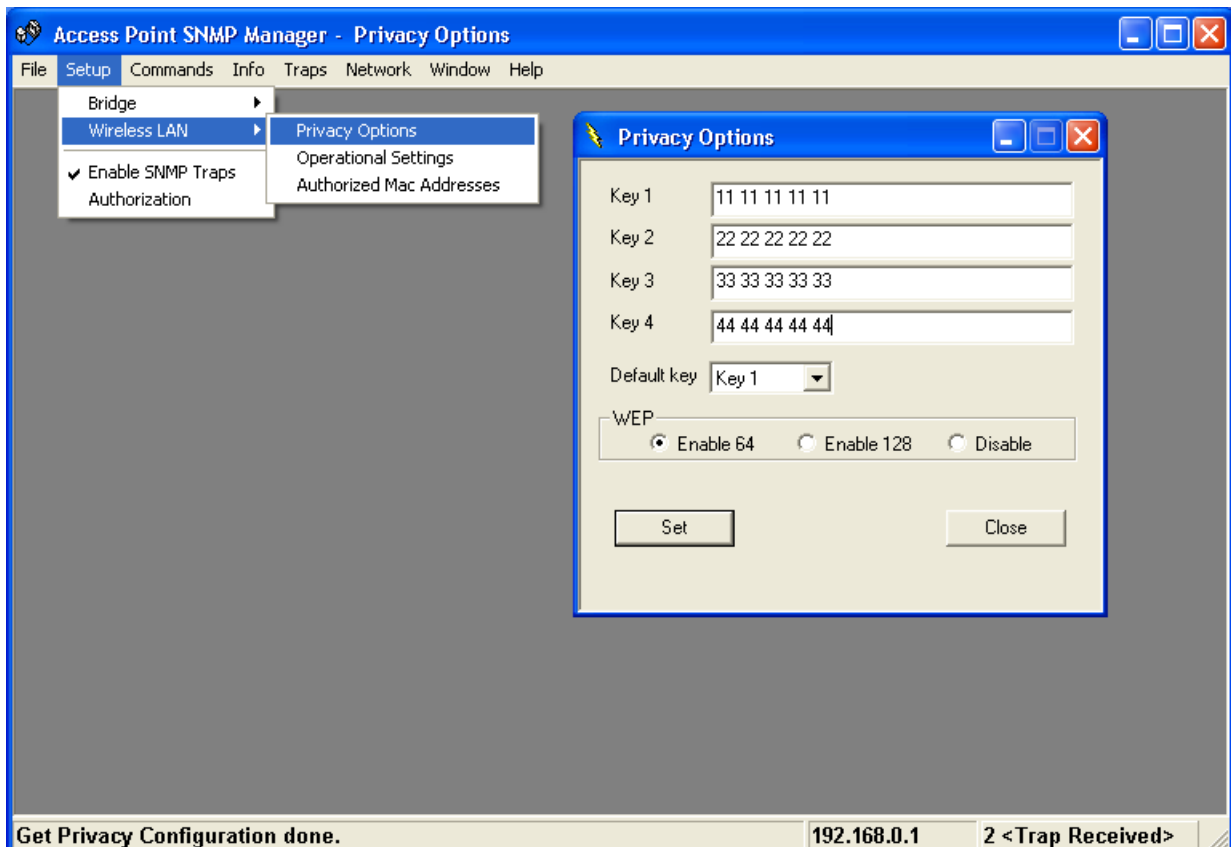 Access Point SNMP Manager - Privacy Options
File Setup Commands Info Traps Network Window Help
Bridge
Wireless LAN
Enable SNMP Traps
Authorization
Privacy Options
Operational Settings
Authorized Mac Addresses
Privacy Options
Key 1 11 11 11 11 11
Key 2 22 22 22 22 22
Key 3 33 33 33 33 33
Key 4 44 44 44 44 44
Default key Key 1
WEP
Enable 64 Enable 128 Disable
Set Close
Get Privacy Configuration done. 192.168.0.1 2 <Trap Received>